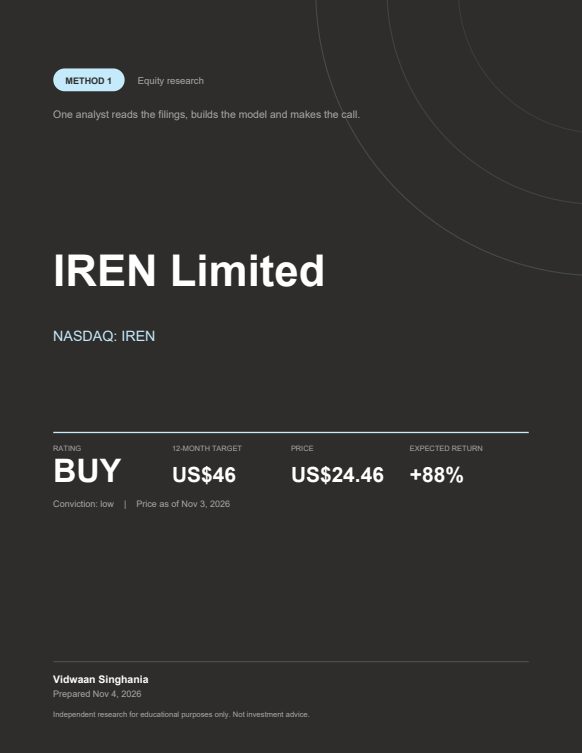 METHOD 1 Equity research
One analyst reads the filings, builds the model and makes the call.
IREN Limited
NASDAQ: IREN
RATING 12-MONTH TARGET PRICE EXPECTED RETURN
BUY US$46 US$24.46 +88%
Conviction: low | Price as of Nov 3, 2026
Vidwaan Singhania
Prepared Nov 4, 2026
Independent research for educational purposes only. Not investment advice.